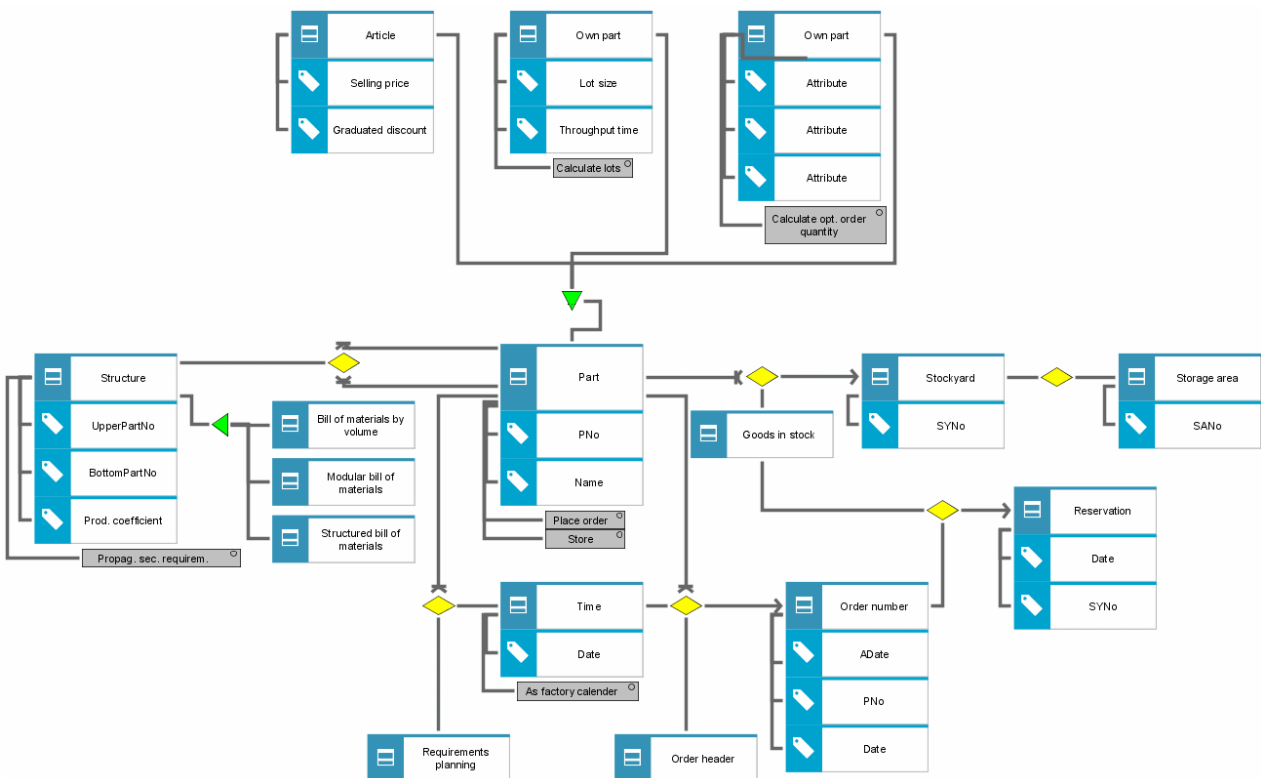 Article
Selling price
Graduated discount
Own part
Lot size
Throughput time
Calculate lots
Own part
Attribute
Attribute
Attribute
Calculate opt. order
quantity
Structure
UpperPartNo
BottomPartNo
Prod. coefficient
Propag. sec. requirem.
Bill of materials by
volume
Modular bill of
materials
Structured bill of
materials
Part
PNo
Name
Place order
Store
Goods in stock
Stockyard
SYNo
Storage area
SANo
Reservation
Date
SYNo
Time
Date
As factory calender
Order number
ADate
PNo
Date
Requirements
planning
Order header